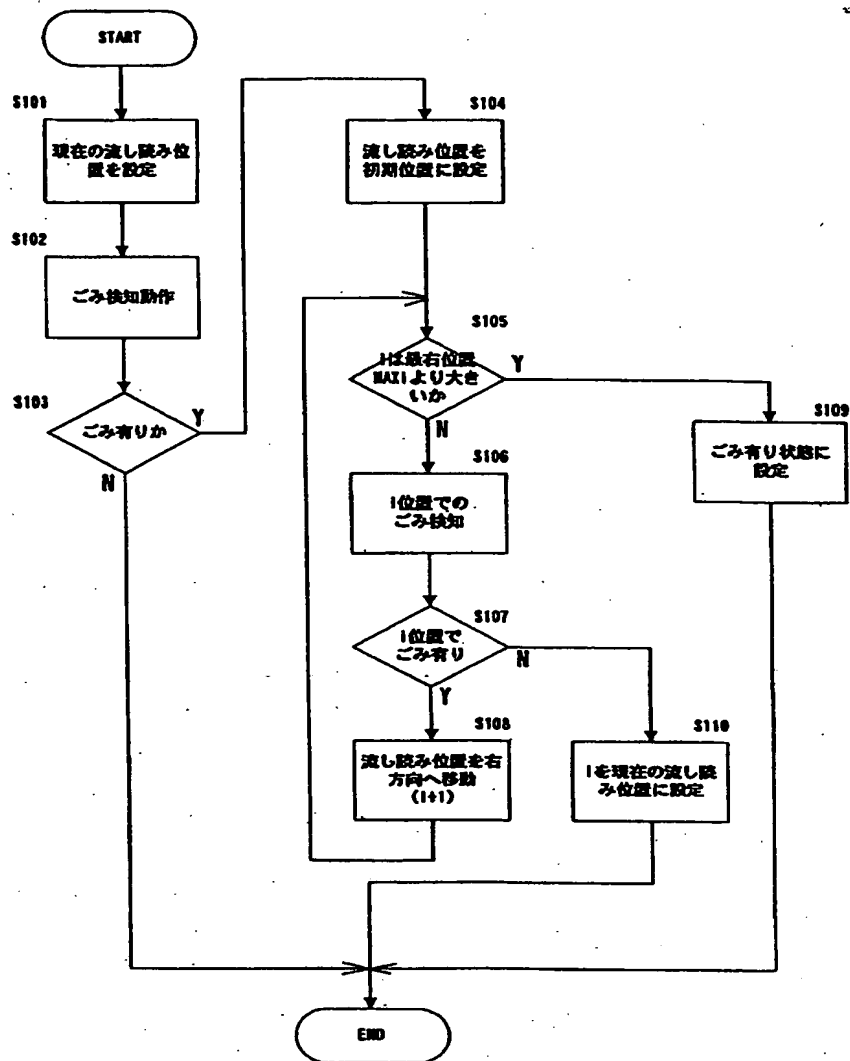 START
S101
現在の流し読み位
置を設定
S102
ごみ検知動作
S103
ごみ有りか
Y
N
S104
流し読み位置を
初期位置に設定
S105
Iは最右位置
MAXIより大き
いか
Y
N
S106
I位置での
ごみ検知
S107
I位置で
ごみ有り
N
Y
S108
流し読み位置を右
方向へ移動
(I+1)
S109
ごみ有り状態に
設定
S110
Iを現在の流し読
み位置に設定
END